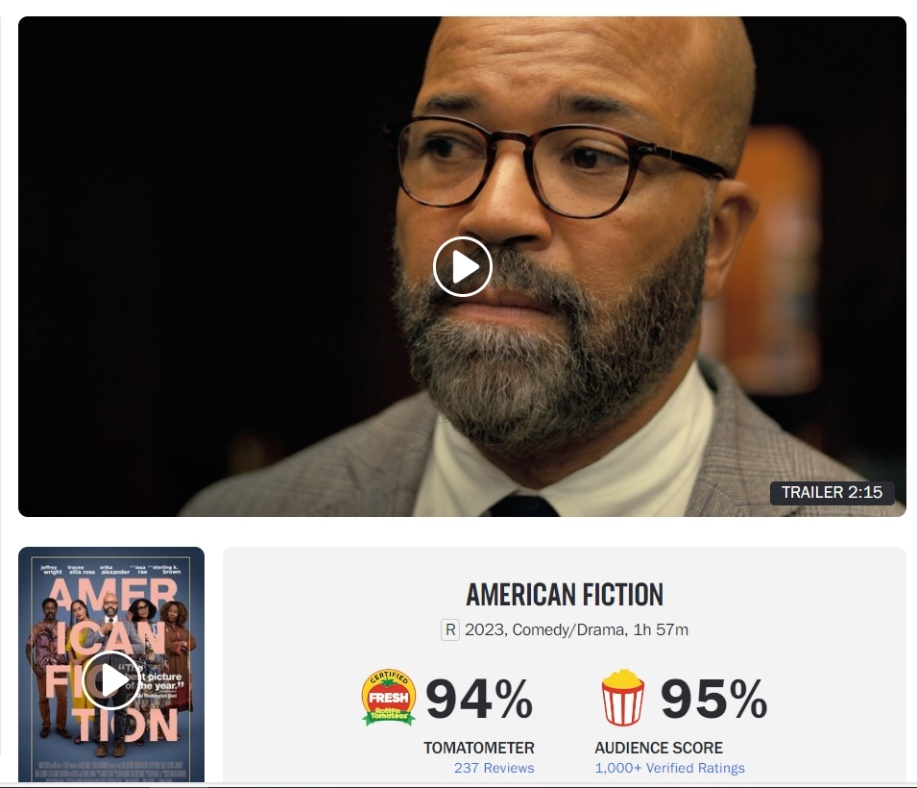 TRAILER 2:15
jeffrey wright tracee ellis ross erika alexander issa rae sterling k. brown
AMER
ICAN
FIC
TION
"The
best picture
of the year."
AMERICAN FICTION
R 2023, Comedy/Drama, 1h 57m
CERTIFIED
FRESH
Rotten
Tomatoes
94%
95%
TOMATOMETER
AUDIENCE SCORE
237 Reviews
1,000+ Verified Ratings